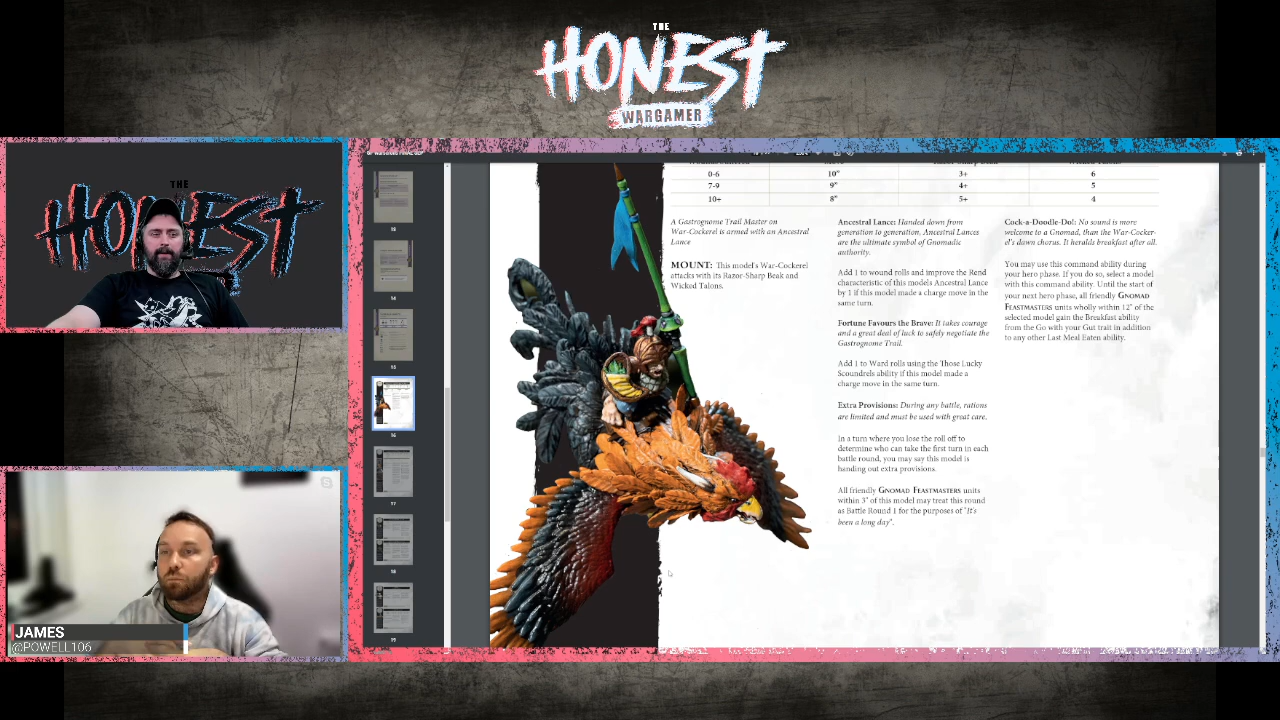 THE
HONEST
WARGAMER
THE
HONEST
JAMES
@POWELL106
13
14
15
16
17
18
19
0-6 10" 3+ 6
7-9 9" 4+ 5
10+ 8" 5+ 4
A Gastrognome Trail Master on
War-Cockerel is armed with an Ancestral
Lance
MOUNT: This model's War-Cockerel
attacks with its Razor-Sharp Beak and
Wicked Talons.
Ancestral Lance: Handed down from
generation to generation, Ancestral Lances
are the ultimate symbol of Gnomadic
authority.
Add 1 to wound rolls and improve the Rend
characteristic of this models Ancestral Lance
by 1 if this model made a charge move in the
same turn.
Fortune Favours the Brave: It takes courage
and a great deal of luck to safely negotiate the
Gastrognome Trail.
Add 1 to Ward rolls using the Those Lucky
Scoundrels ability if this model made a
charge move in the same turn.
Extra Provisions: During any battle, rations
are limited and must be used with great care.
In a turn where you lose the roll off to
determine who can take the first turn in each
battle round, you may say this model is
handing out extra provisions.
All friendly GNOMAD FEASTMASTERS units
within 3" of this model may treat this round
as Battle Round 1 for the purposes of "It's
been a long day".
Cock-a-Doodle-Do!: No sound is more
welcome to a Gnomad, than the War-Cocker-
el's dawn chorus. It heralds breakfast after all.
You may use this command ability during
your hero phase. If you do so, select a model
with this command ability. Until the start of
your next hero phase, all friendly GNOMAD
FEASTMASTERS units wholly within 12" of the
selected model gain the Breakfast ability
from the Go with your Gut trait in addition
to any other Last Meal Eaten ability.